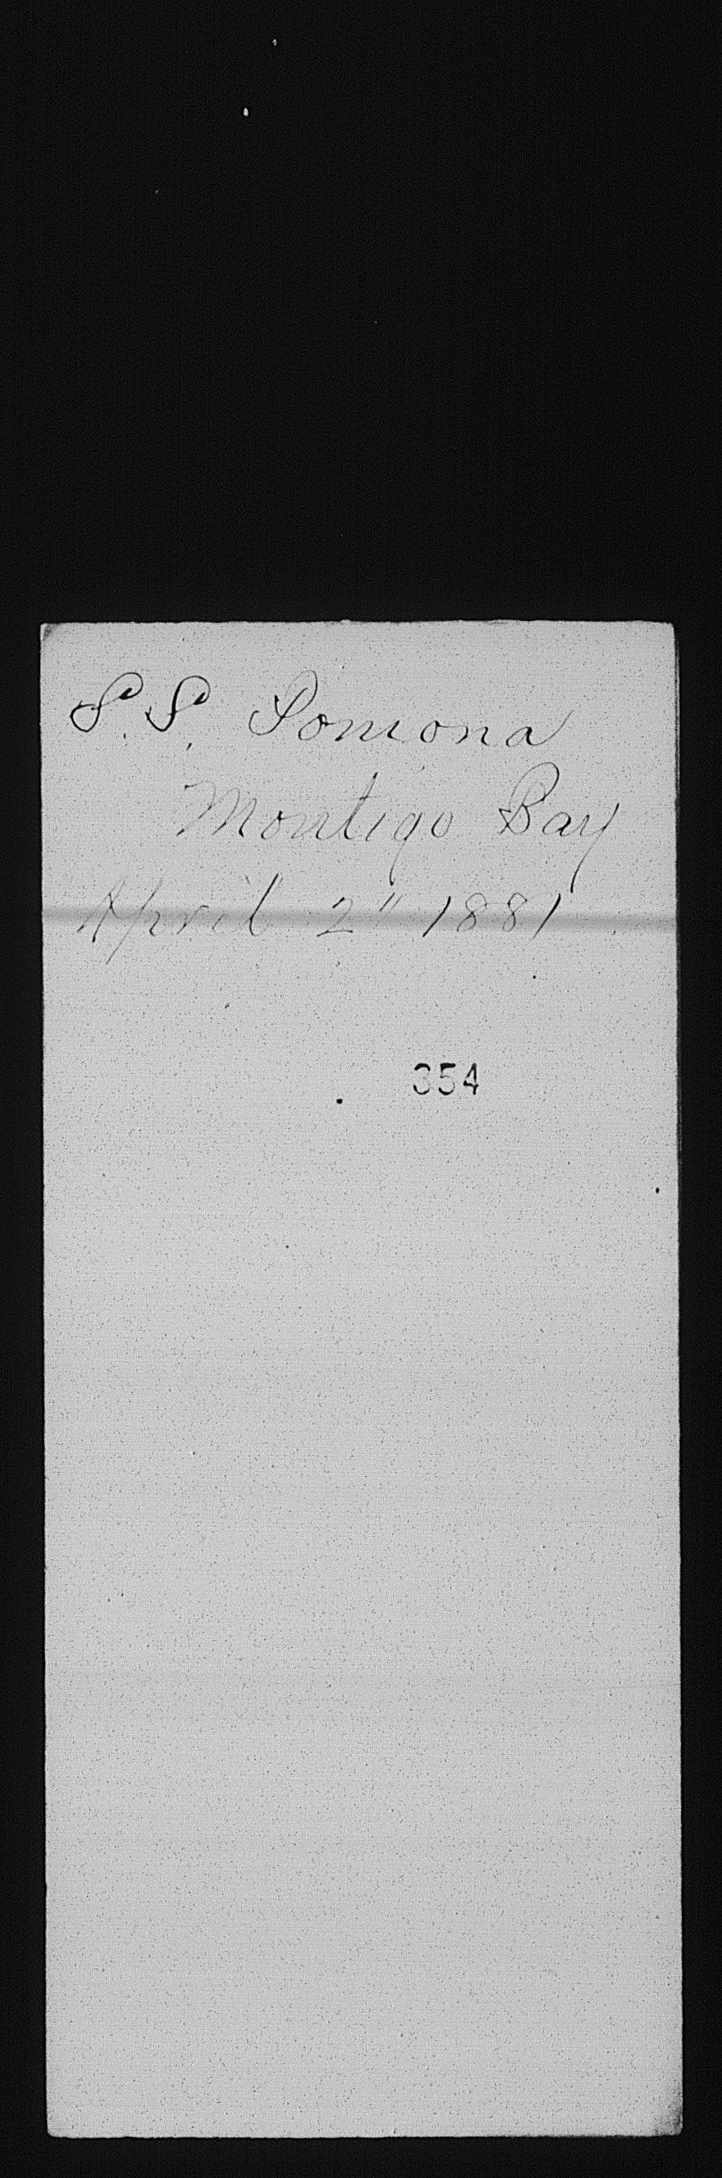 S. S. Pomona
Montigo Bay
April 2" 1881
354